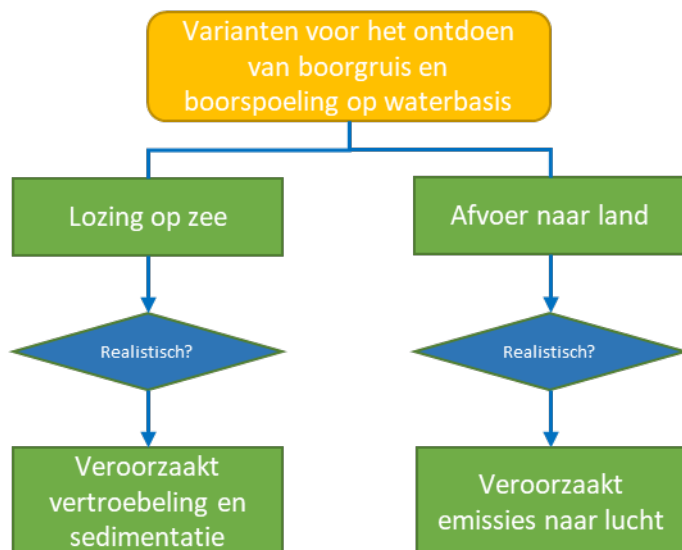 Varianten voor het ontdoen
van boorgruis en
boorspoeling op waterbasis
Lozing op zee
Afvoer naar land
Realistisch?
Realistisch?
Veroorzaakt
vertroebeling en
sedimentatie
Veroorzaakt
emissies naar lucht